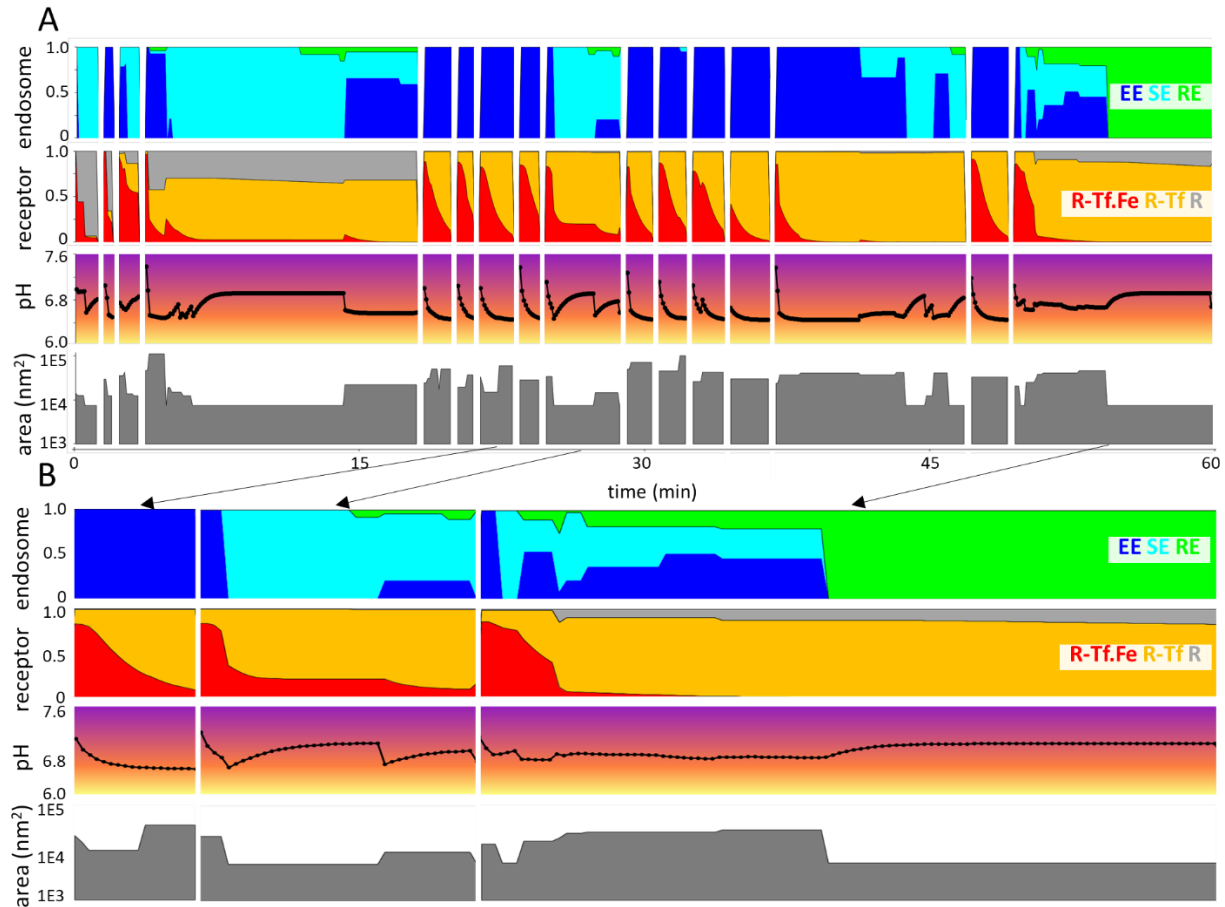 A
endosome
1.0
0.5
0
EE SE RE
receptor
1.0
0.5
0
R-Tf.Fe R-Tf R
pH
7.6
6.8
6.0
area (nm²)
1E5
1E4
1E3
0 15 30 45 60
time (min)
B
endosome
1.0
0.5
0
EE SE RE
receptor
1.0
0.5
0
R-Tf.Fe R-Tf R
pH
7.6
6.8
6.0
area (nm²)
1E5
1E4
1E3